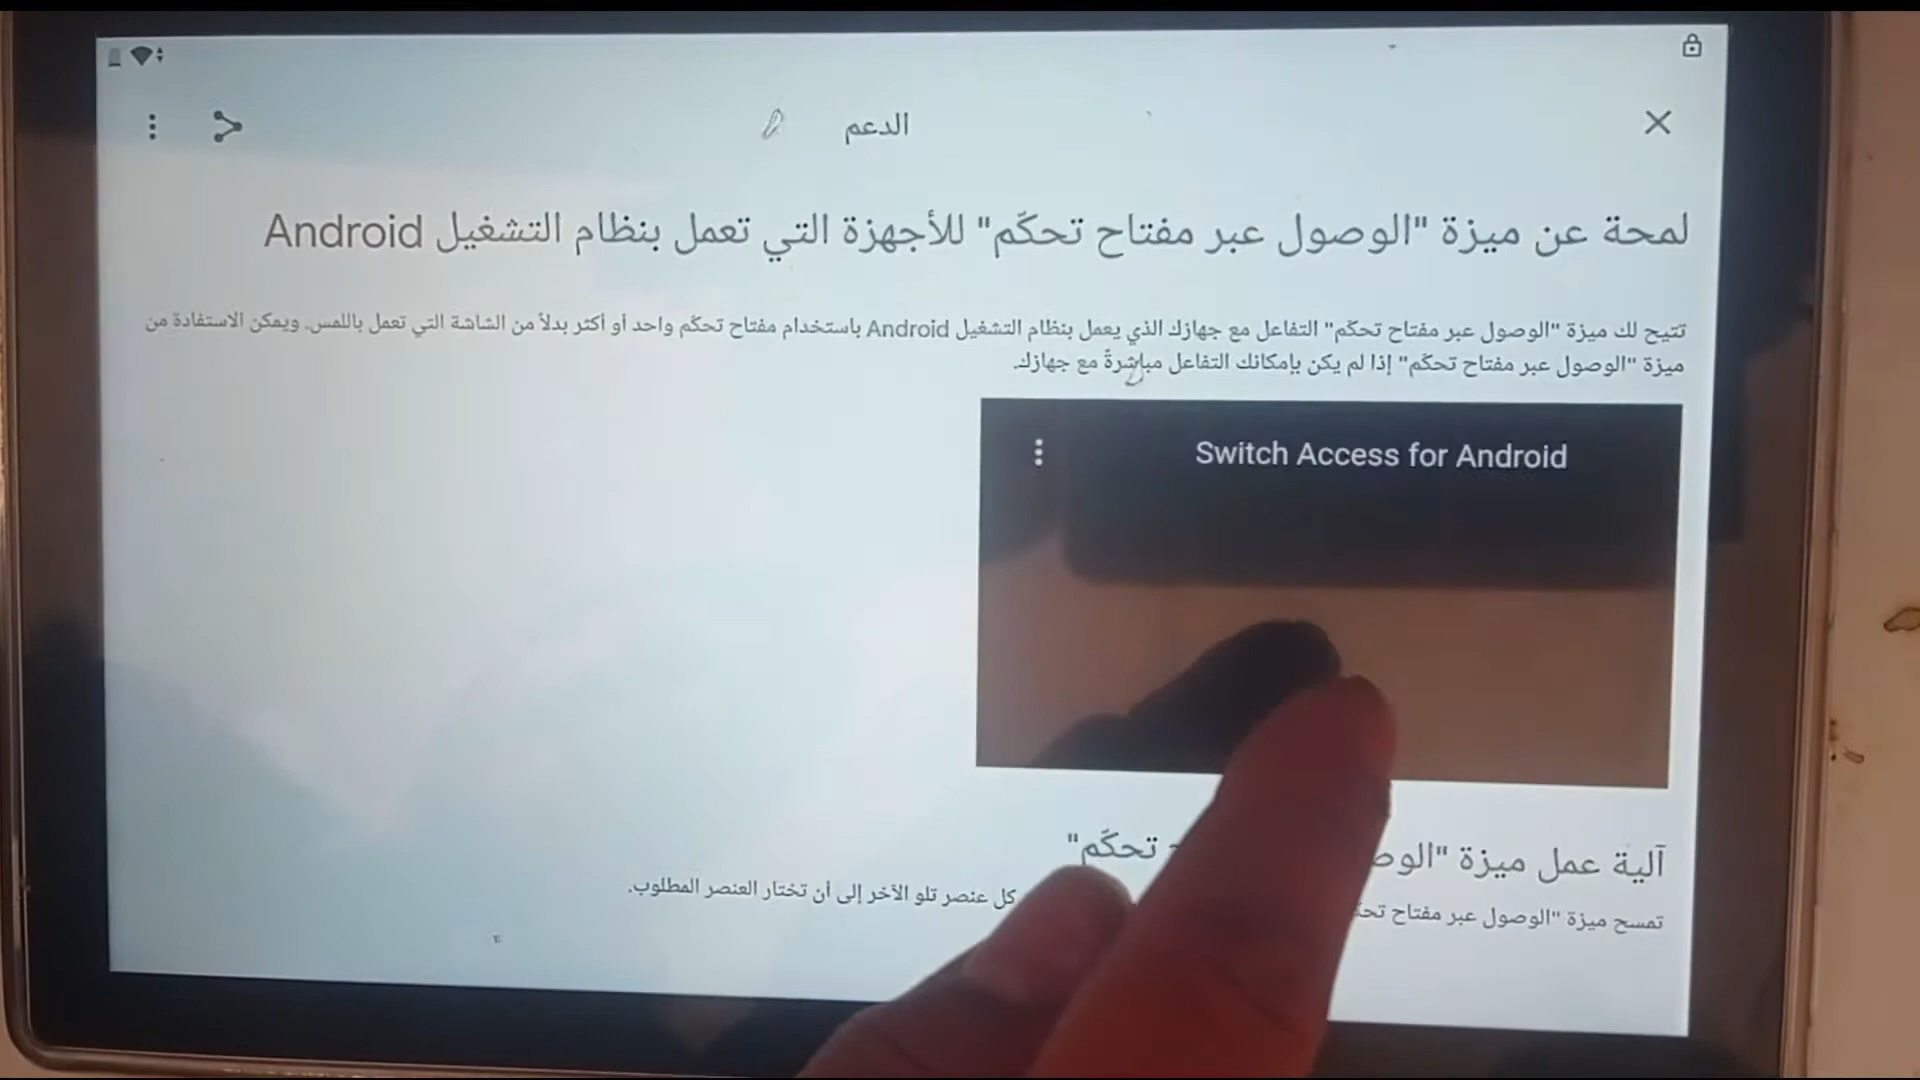 الدعم
لمحة عن ميزة "الوصول عبر مفتاح تحكّم" للأجهزة التي تعمل بنظام التشغيل Android
تتيح لك ميزة "الوصول عبر مفتاح تحكّم" التفاعل مع جهازك الذي يعمل بنظام التشغيل Android باستخدام مفتاح تحكّم واحد أو أكثر بدلاً من الشاشة التي تعمل باللمس. ويمكن الاستفادة من
ميزة "الوصول عبر مفتاح تحكّم" إذا لم يكن بإمكانك التفاعل مباشرةً مع جهازك.
Switch Access for Android
آلية عمل ميزة تحكّم"
تمسح ميزة "الوصول عبر مفتاح كل عنصر تلو الآخر إلى أن تختار العنصر المطلوب.